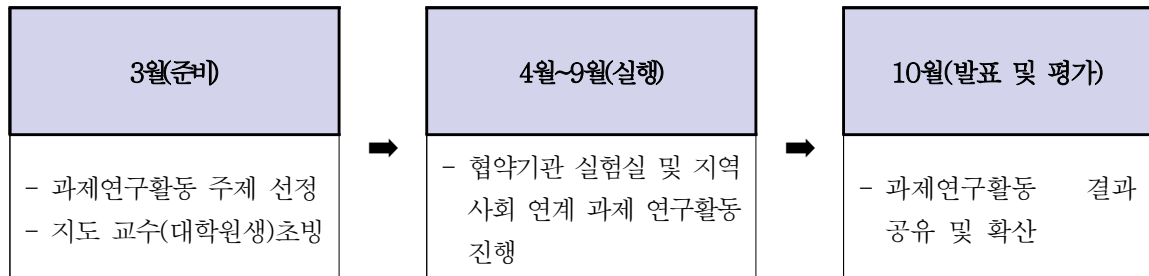 3월(준비)
- 과제연구활동 주제 선정
- 지도 교수(대학원생)초빙
4월~9월(실행)
- 협약기관 실험실 및 지역
사회 연계 과제 연구활동
진행
10월(발표 및 평가)
- 과제연구활동 결과
공유 및 확산